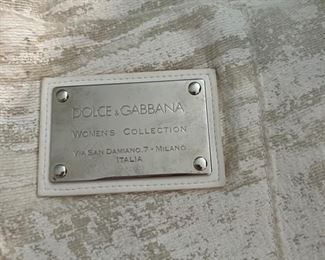 DOLCE & GABBANA
WOMEN'S COLLECTION
VIA SAN DAMIANO,7 - MILANO
ITALIA